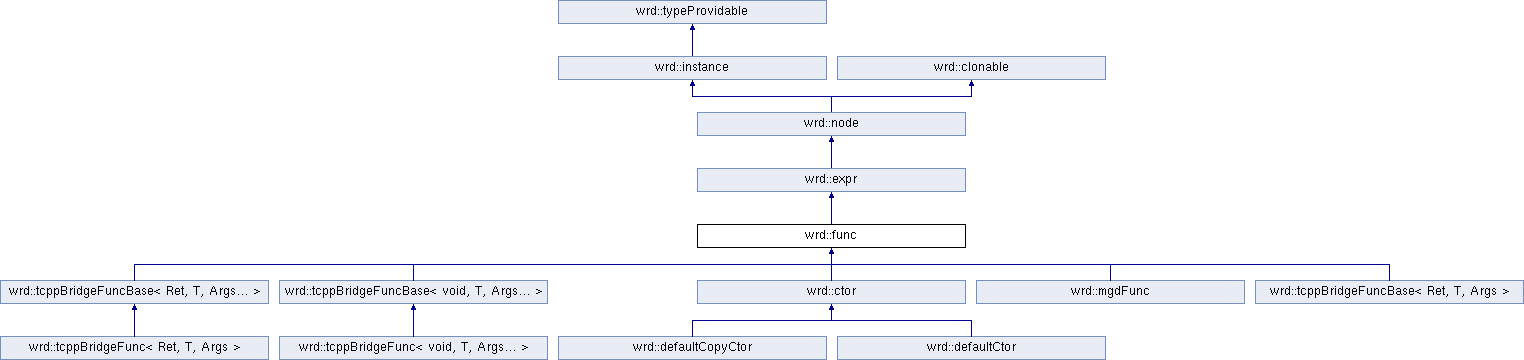 wrd::typeProvidable
wrd::instance
wrd::clonable
wrd::node
wrd::expr
wrd::func
wrd::tcppBridgeFuncBase< Ret, T, Args... >
wrd::tcppBridgeFuncBase< void, T, Args... >
wrd::ctor
wrd::mgdFunc
wrd::tcppBridgeFuncBase< Ret, T, Args >
wrd::tcppBridgeFunc< Ret, T, Args >
wrd::tcppBridgeFunc< void, T, Args... >
wrd::defaultCopyCtor
wrd::defaultCtor